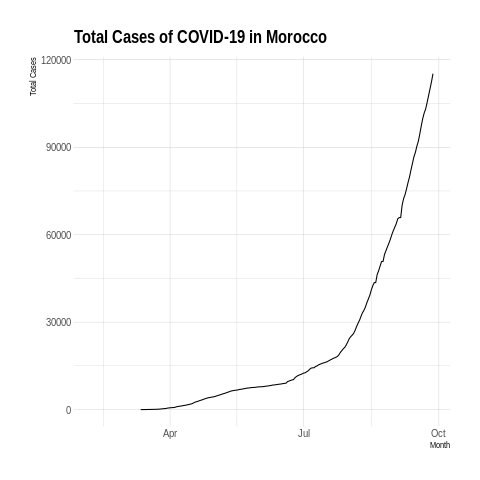 Total Cases of COVID-19 in Morocco
Total Cases
120000
90000
60000
30000
0
Apr
Jul
Oct
Month